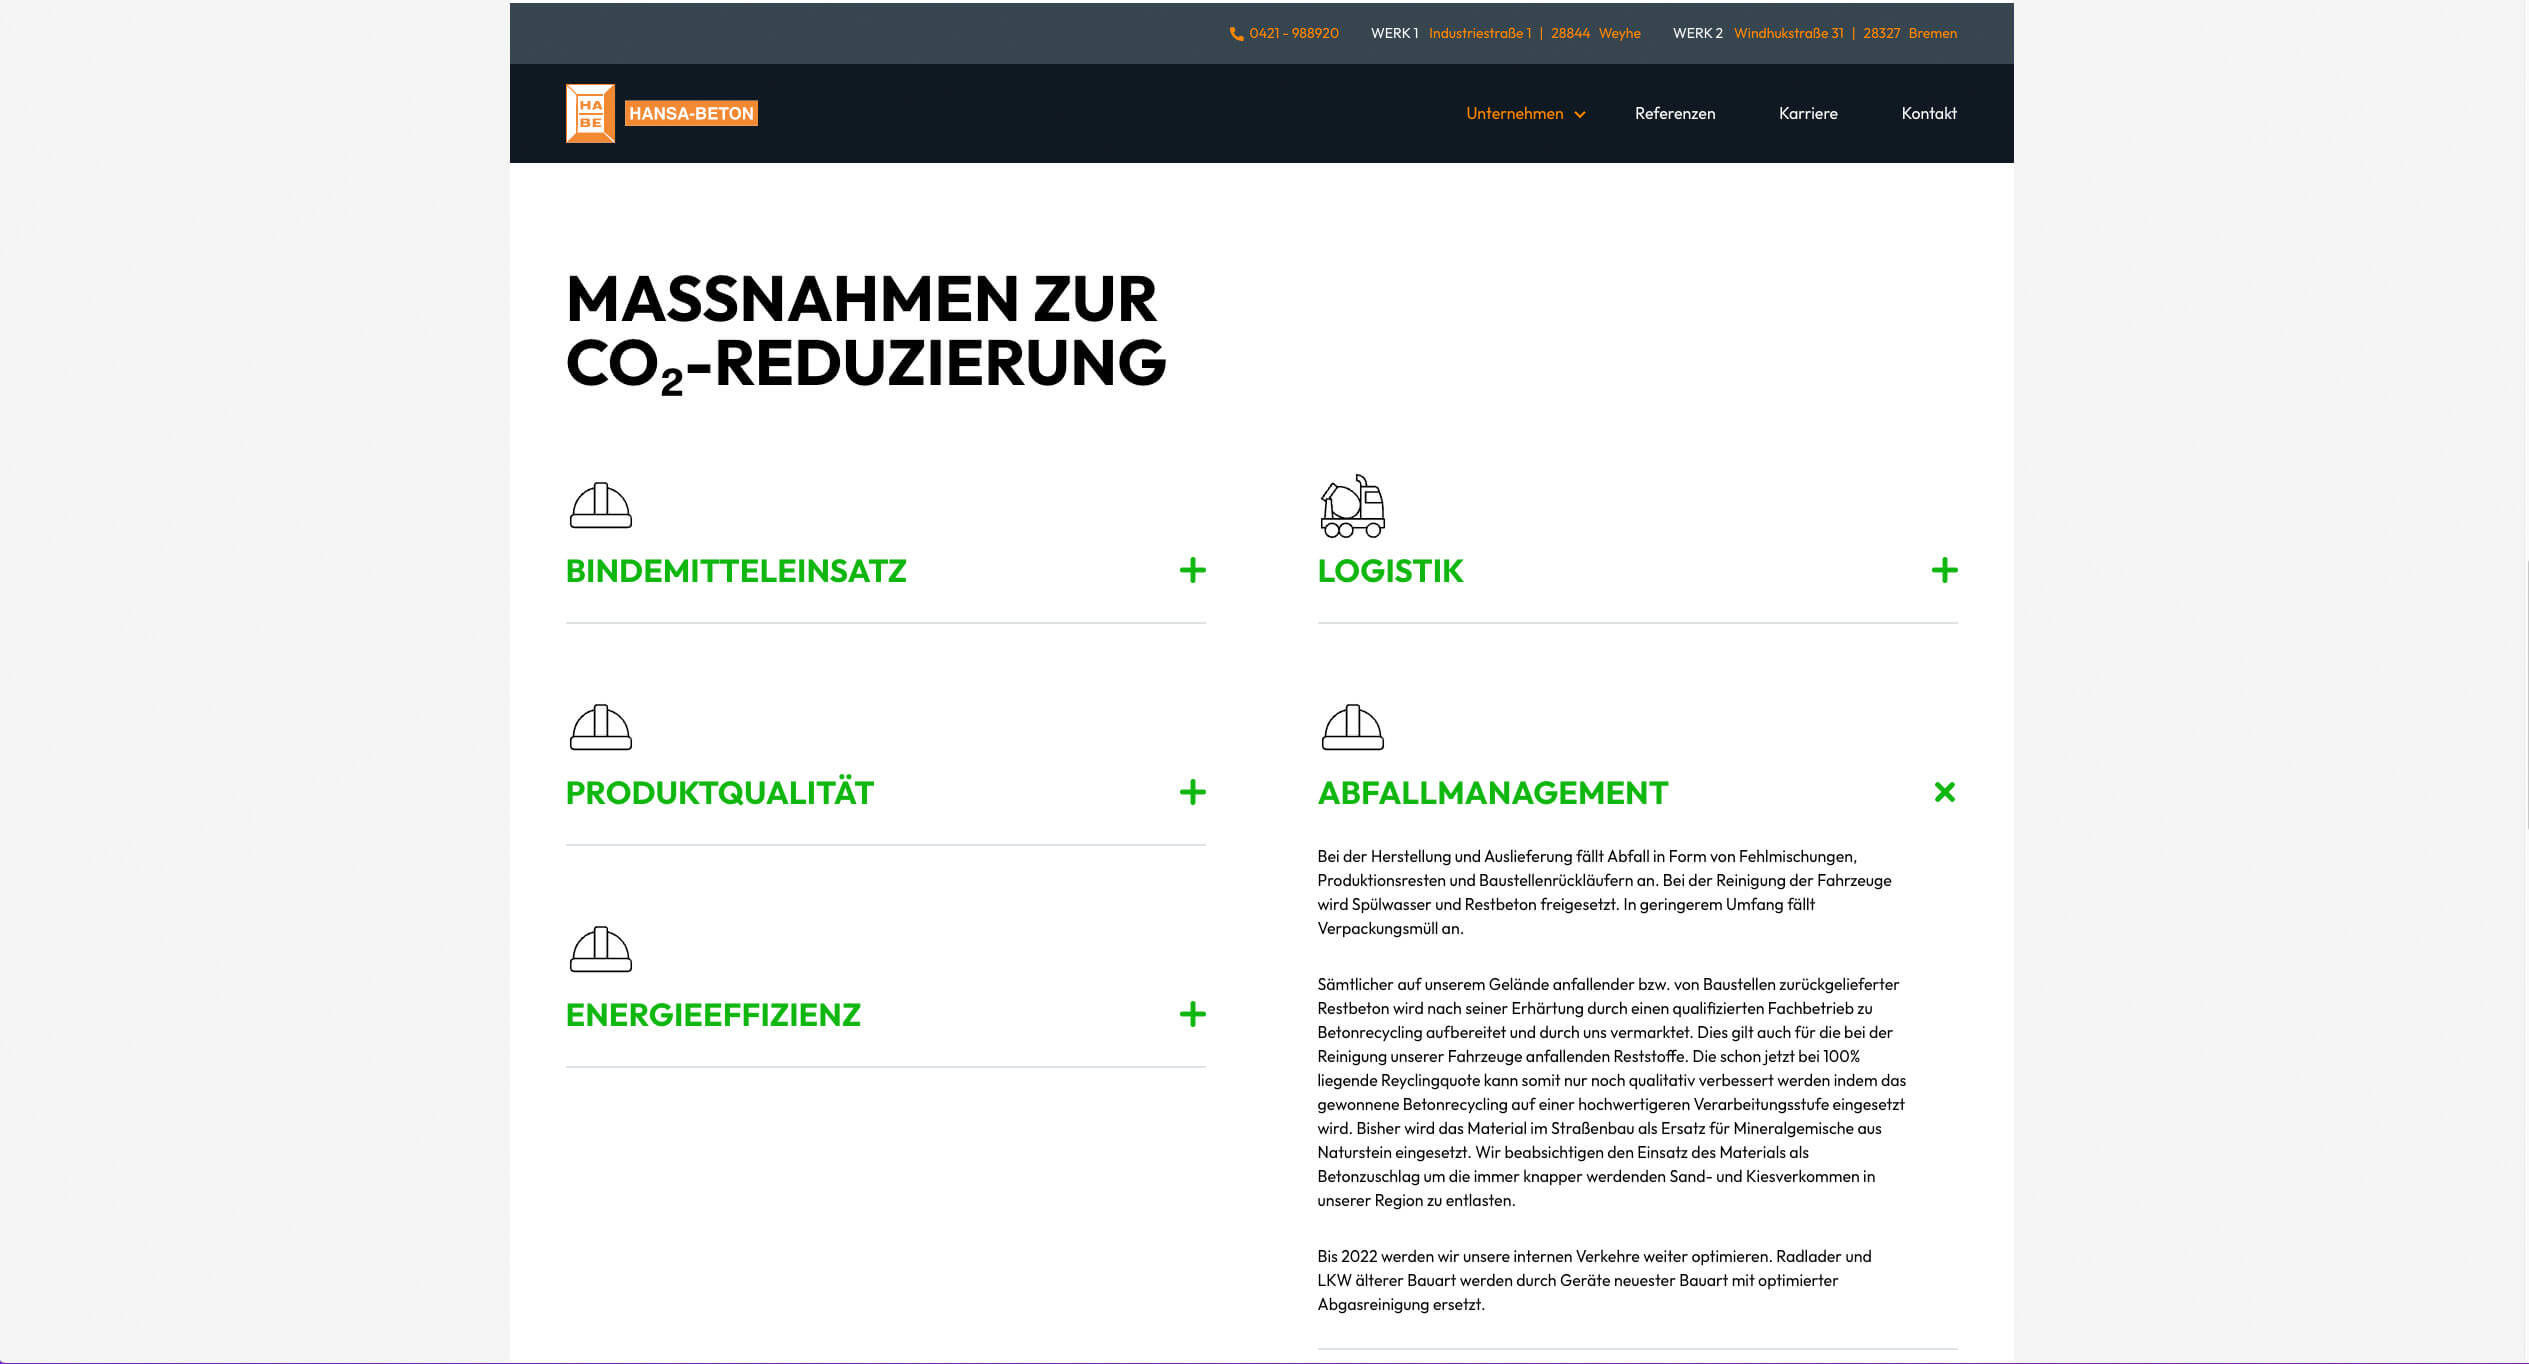 0421 - 988920 WERK 1 Industriestraße 1 | 28844 Weyhe WERK 2 Windhukstraße 31 | 28327 Bremen
HA
BE
HANSA-BETON
Unternehmen Referenzen Karriere Kontakt
MASSNAHMEN ZUR
CO₂-REDUZIERUNG
BINDEMITTELEINSATZ
PRODUKTQUALITÄT
ENERGIEEFFIZIENZ
LOGISTIK
ABFALLMANAGEMENT
Bei der Herstellung und Auslieferung fällt Abfall in Form von Fehlmischungen,
Produktionsresten und Baustellenrückläufern an. Bei der Reinigung der Fahrzeuge
wird Spülwasser und Restbeton freigesetzt. In geringerem Umfang fällt
Verpackungsmüll an.
Sämtlicher auf unserem Gelände anfallender bzw. von Baustellen zurückgelieferter
Restbeton wird nach seiner Erhärtung durch einen qualifizierten Fachbetrieb zu
Betonrecycling aufbereitet und durch uns vermarktet. Dies gilt auch für die bei der
Reinigung unserer Fahrzeuge anfallenden Reststoffe. Die schon jetzt bei 100%
liegende Reyclingquote kann somit nur noch qualitativ verbessert werden indem das
gewonnene Betonrecycling auf einer hochwertigeren Verarbeitungsstufe eingesetzt
wird. Bisher wird das Material im Straßenbau als Ersatz für Mineralgemische aus
Naturstein eingesetzt. Wir beabsichtigen den Einsatz des Materials als
Betonzuschlag um die immer knapper werdenden Sand- und Kiesverkommen in
unserer Region zu entlasten.
Bis 2022 werden wir unsere internen Verkehre weiter optimieren. Radlader und
LKW älterer Bauart werden durch Geräte neuester Bauart mit optimierter
Abgasreinigung ersetzt.